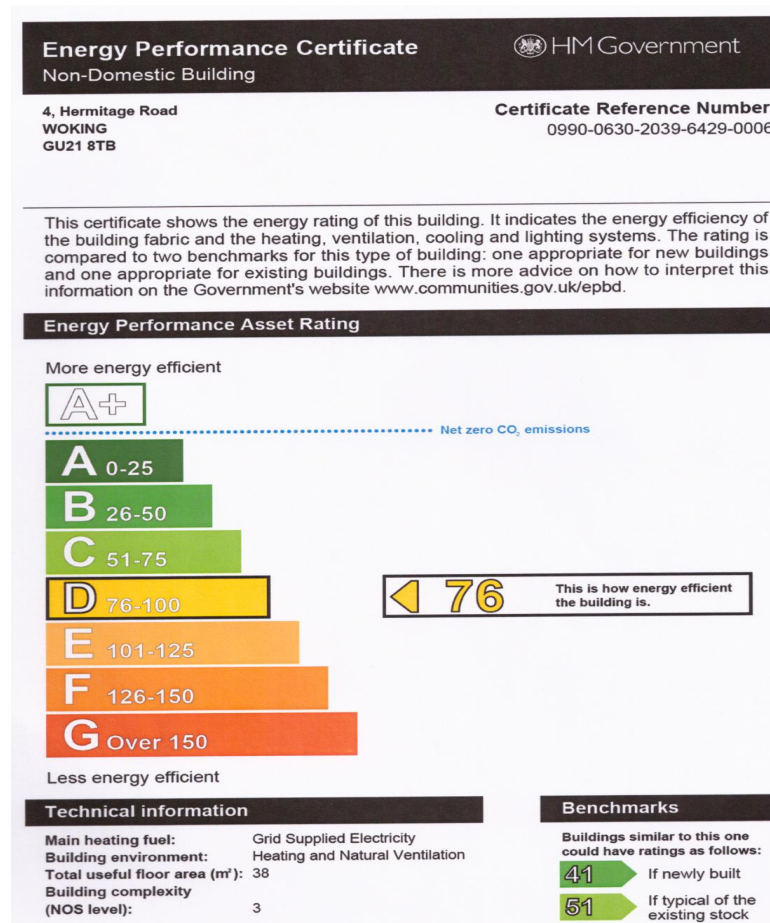 Energy Performance Certificate
HM Government
Non-Domestic Building
4, Hermitage Road
WOKING
GU21 8TB
Certificate Reference Number
0990-0630-2039-6429-0006
This certificate shows the energy rating of this building. It indicates the energy efficiency of
the building fabric and the heating, ventilation, cooling and lighting systems. The rating is
compared to two benchmarks for this type of building: one appropriate for new buildings
and one appropriate for existing buildings. There is more advice on how to interpret this
information on the Government's website www.communities.gov.uk/epbd.
Energy Performance Asset Rating
More energy efficient
A+
Net zero CO₂ emissions
A 0-25
B 26-50
C 51-75
D 76-100
76
This is how energy efficient
the building is.
E 101-125
F 126-150
G Over 150
Less energy efficient
Technical information
Main heating fuel: Grid Supplied Electricity
Building environment: Heating and Natural Ventilation
Total useful floor area (m²): 38
Building complexity
(NOS level): 3
Benchmarks
Buildings similar to this one
could have ratings as follows:
41 If newly built
51 If typical of the
existing stock